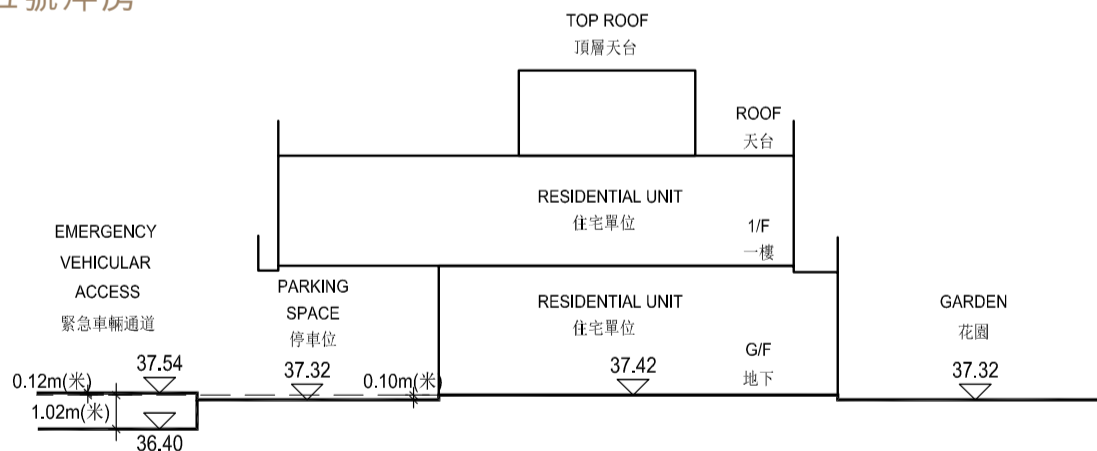 號洋房
TOP ROOF
頂層天台
ROOF
天台
RESIDENTIAL UNIT
住宅單位
1/F
一樓
EMERGENCY
VEHICULAR
ACCESS
緊急車輛通道
PARKING
SPACE
停車位
RESIDENTIAL UNIT
住宅單位
G/F
地下
GARDEN
花園
37.54
37.32
37.42
37.32
0.12m(米)
0.10m(米)
1.02m(米)
36.40